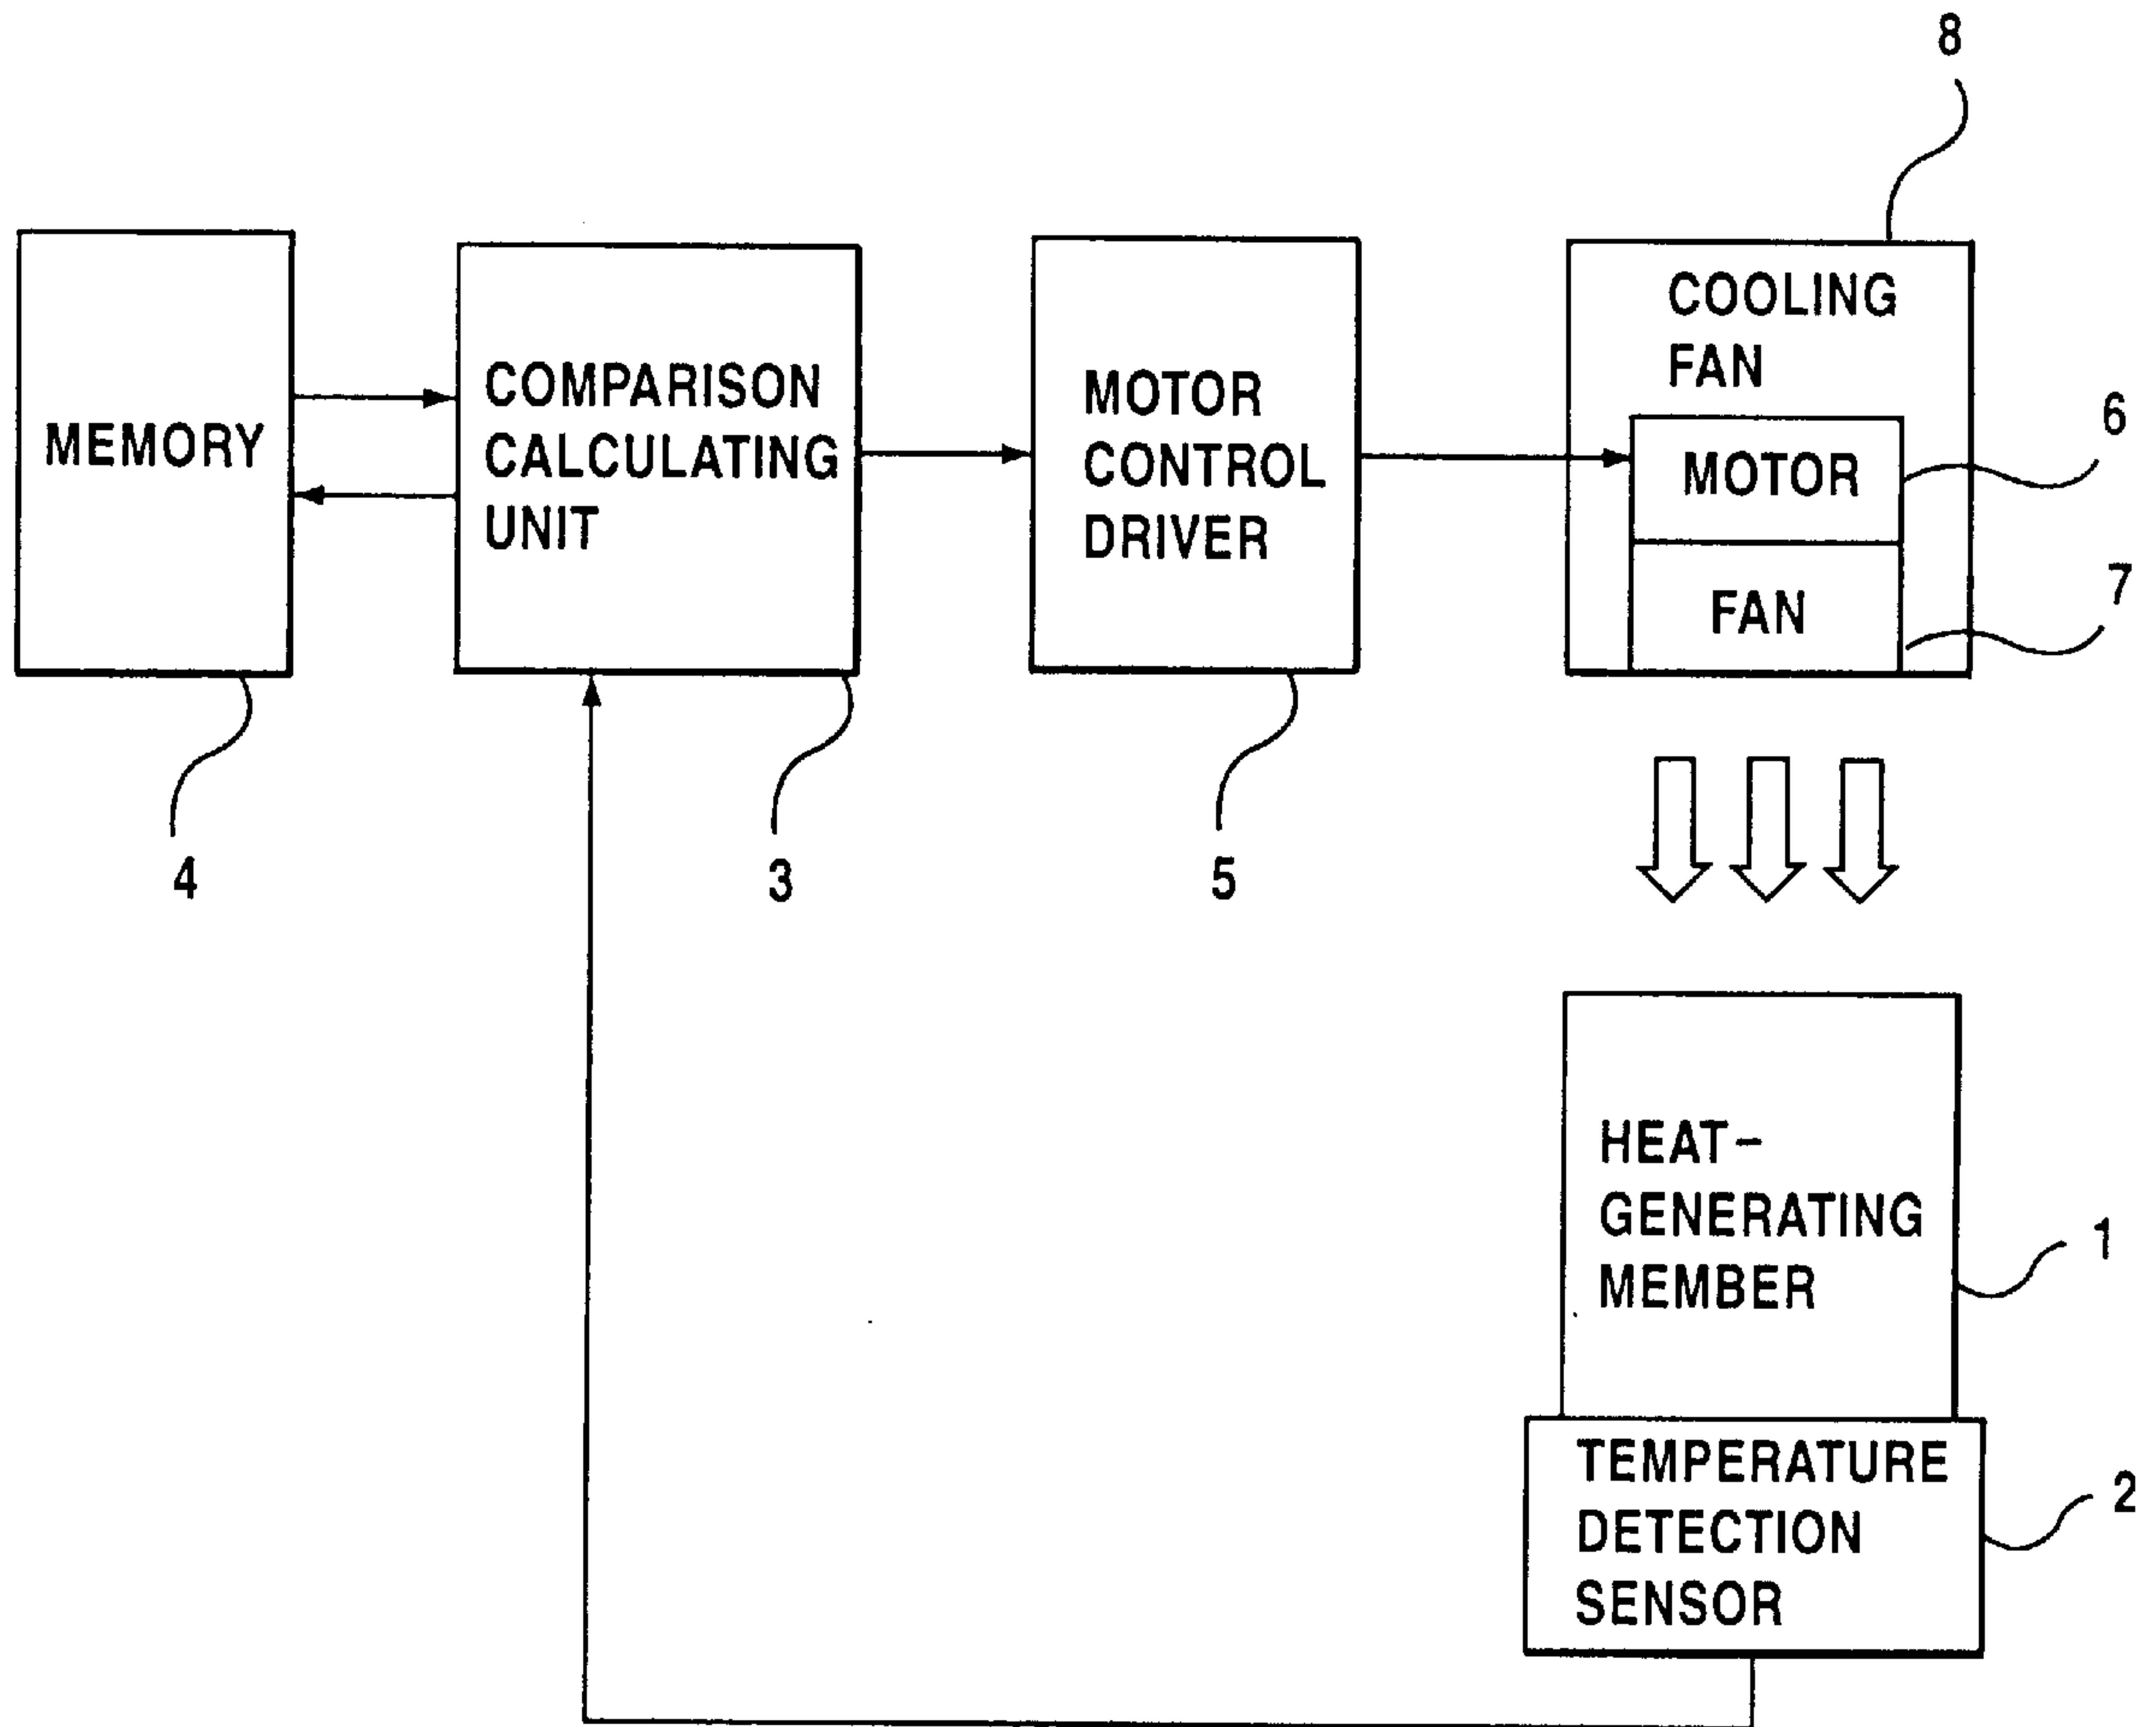 8
COOLING
FAN
MEMORY
COMPARISON
CALCULATING
UNIT
MOTOR
CONTROL
DRIVER
MOTOR
6
FAN
7
4
3
5
HEAT-
GENERATING
MEMBER
1
TEMPERATURE
DETECTION
SENSOR
2